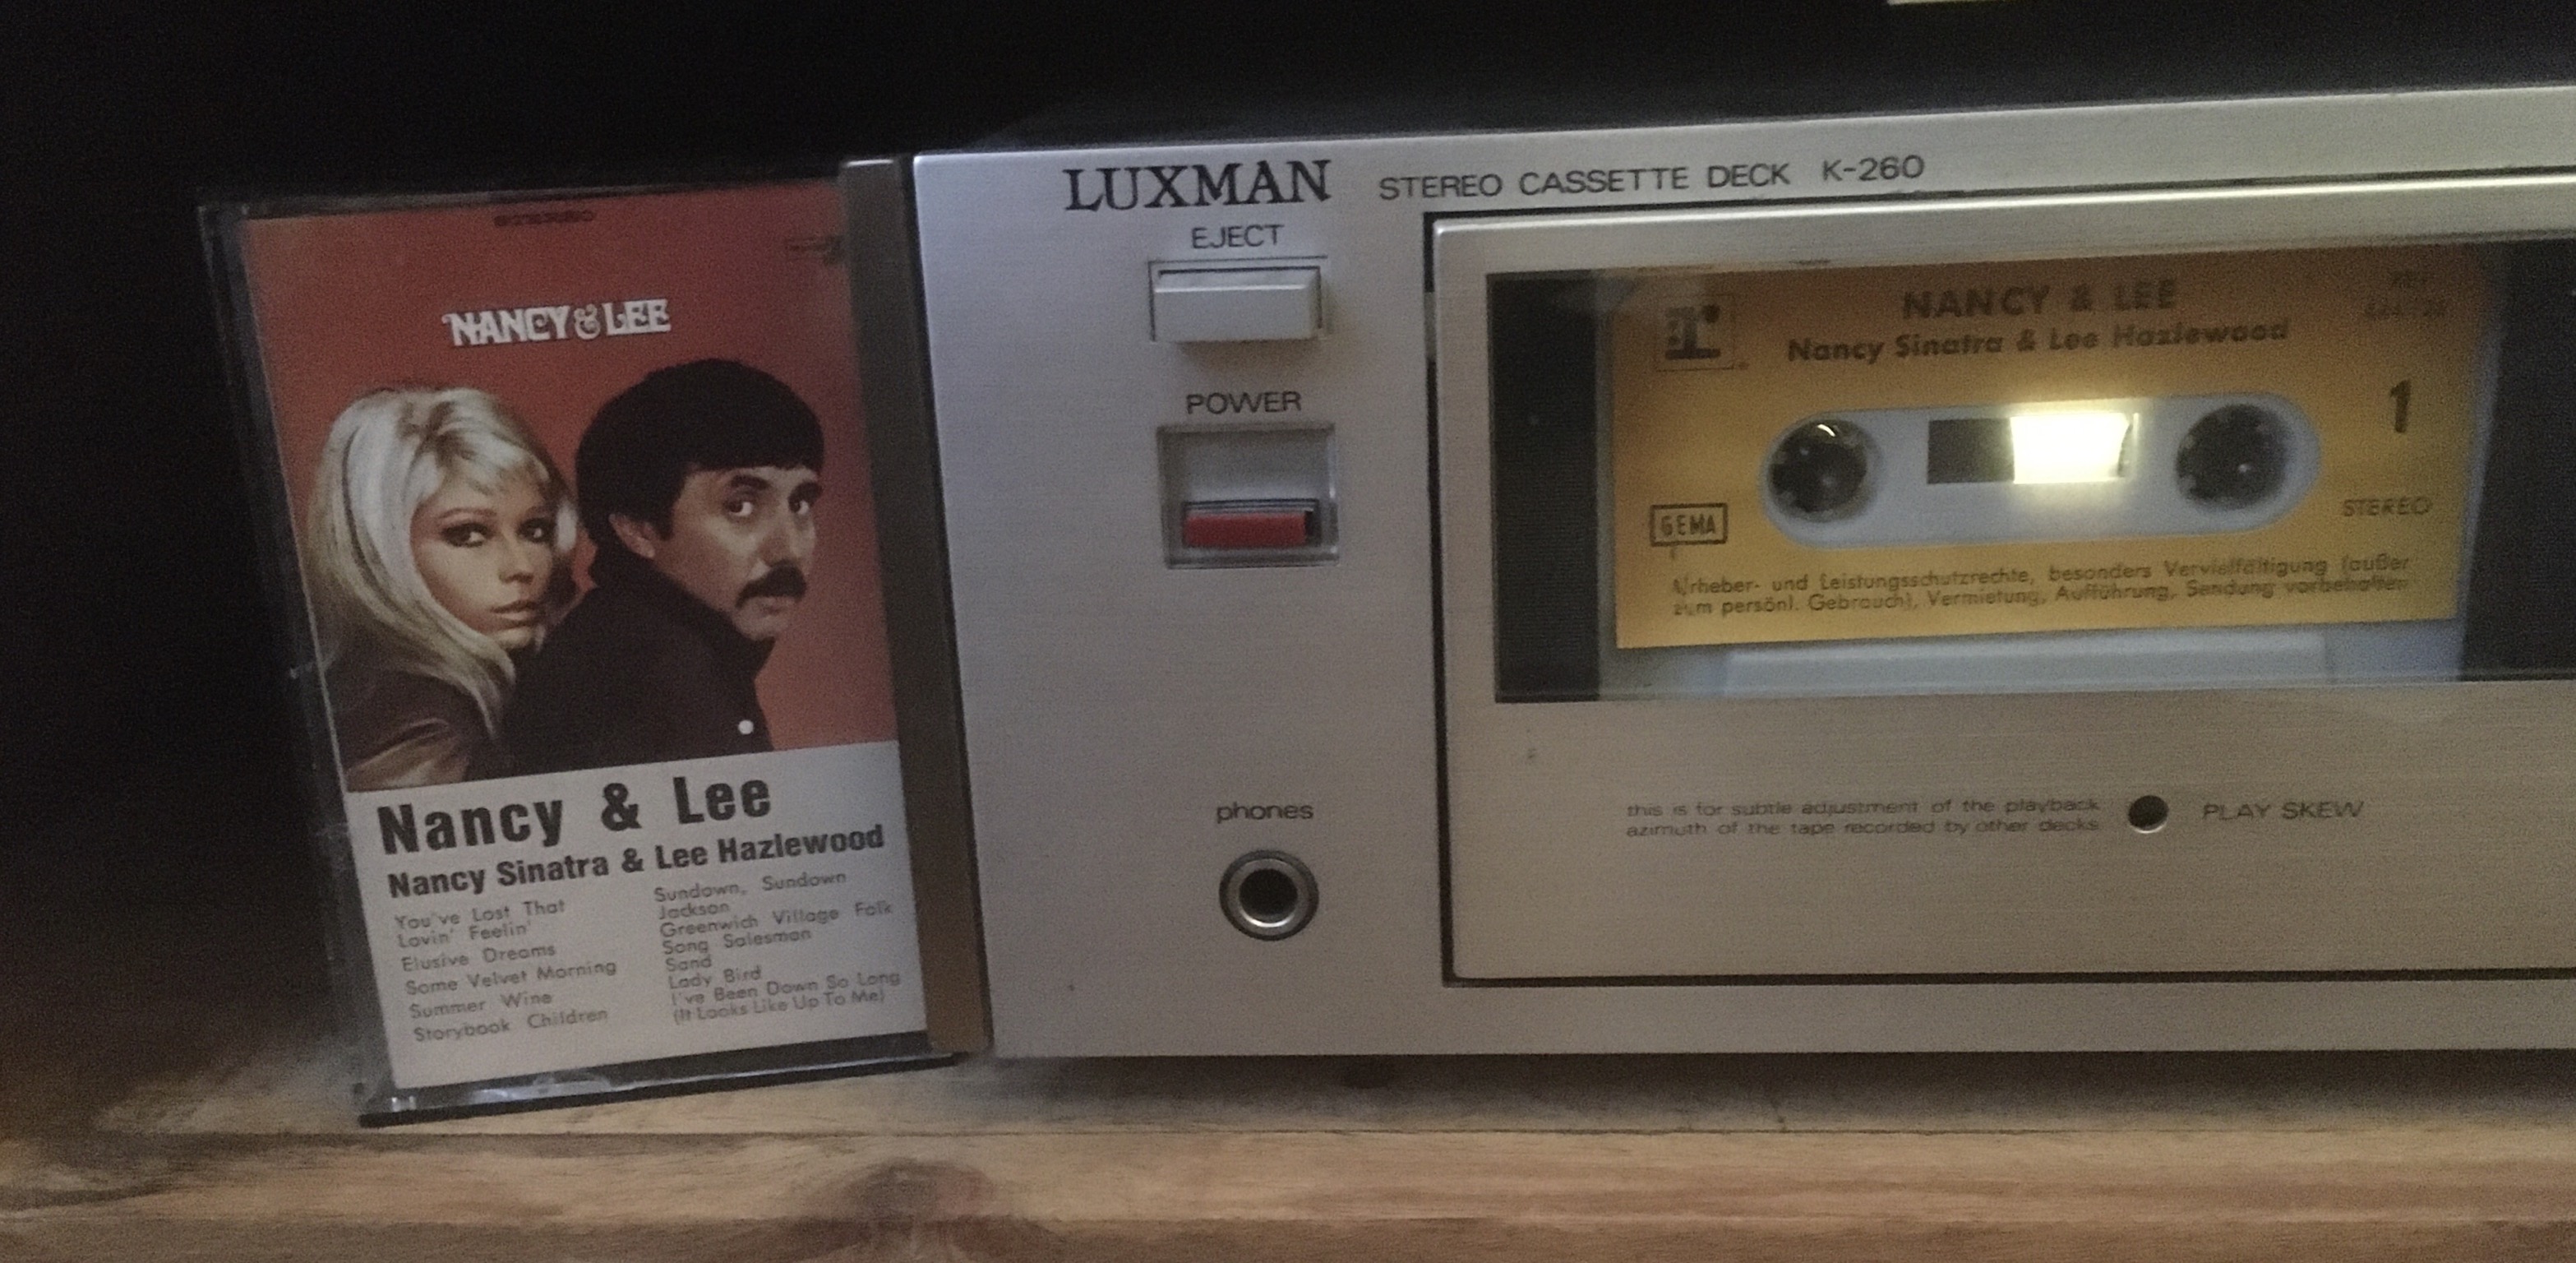 STEREO
NANCY & LEE
Nancy & Lee
Nancy Sinatra & Lee Hazlewood
You've Lost That
Lovin' Feelin'
Elusive Dreams
Some Velvet Morning
Summer Wine
Storybook Children
Sundown, Sundown
Jackson
Greenwich Village Folk
Song Salesman
Sand
Lady Bird
I've Been Down So Long
(It Looks Like Up To Me)
LUXMAN STEREO CASSETTE DECK K-260
EJECT
POWER
phones
NANCY & LEE
Nancy Sinatra & Lee Hazlewood
1
STEREO
GEMA
Urheber- und Leistungsschutzrechte, besonders Vervielfältigung (außer
zum persönl. Gebrauch), Vermietung, Aufführung, Sendung vorbehalten
this is for subtle adjustment of the playback
azimuth of the tape recorded by other decks.
PLAY SKEW